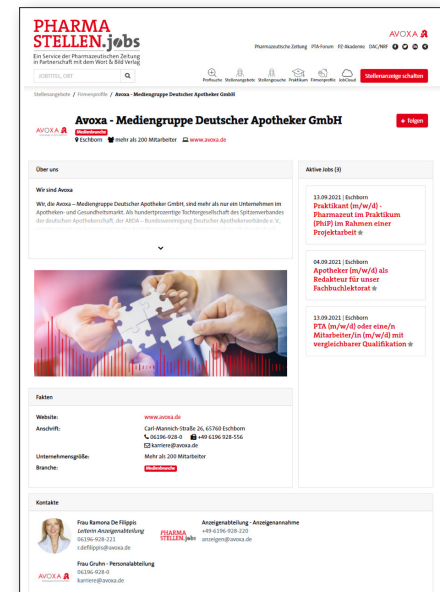 PHARMA
STELLEN.jobs
Ein Service der Pharmazeutischen Zeitung
in Partnerschaft mit dem Wort & Bild Verlag
AVOXA
Pharmazeutische Zeitung PTA-Forum PZ-Akademie DAC/NRF
JOBTITEL, ORT
Profisuche Stellenangebote Stellengesuche Praktikum Firmenprofile JobCloud
Stellenanzeige schalten
Stellenangebote / Firmenprofile / Avoxa - Mediengruppe Deutscher Apotheker GmbH
AVOXA
Avoxa - Mediengruppe Deutscher Apotheker GmbH
Medienbranche
Eschborn mehr als 200 Mitarbeiter www.avoxa.de
+ folgen
Über uns
Wir sind Avoxa
Wir, die Avoxa – Mediengruppe Deutscher Apotheker GmbH, sind mehr als nur ein Unternehmen im
Apotheken- und Gesundheitsmarkt. Als hundertprozentige Tochtergesellschaft des Spitzenverbandes
der deutschen Apothekerschaft, der ABDA – Bundesvereinigung Deutscher Apothekerverbände e. V.
Aktive Jobs (3)
13.09.2021 | Eschborn
Praktikant (m/w/d) -
Pharmazeut im Praktikum
(PhiP) im Rahmen einer
Projektarbeit
04.09.2021 | Eschborn
Apotheker (m/w/d) als
Redakteur für unser
Fachbuchlektorat
13.09.2021 | Eschborn
PTA (m/w/d) oder eine/n
Mitarbeiter/in (m/w/d) mit
vergleichbarer Qualifikation
Fakten
Website: www.avoxa.de
Anschrift: Carl-Mannich-Straße 26, 65760 Eschborn
06196-928-0 +49 6196 928-556
karriere@avoxa.de
Unternehmensgröße: Mehr als 200 Mitarbeiter
Branche: Medienbranche
Kontakte
Frau Ramona De Filippis
Leiterin Anzeigenabteilung
06196-928-221
r.defilippis@avoxa.de
PHARMA
STELLEN.jobs
Anzeigenabteilung - Anzeigenannahme
+49-6196-928-220
anzeigen@avoxa.de
AVOXA
Frau Gruhn - Personalabteilung
06196-928-0
karriere@avoxa.de